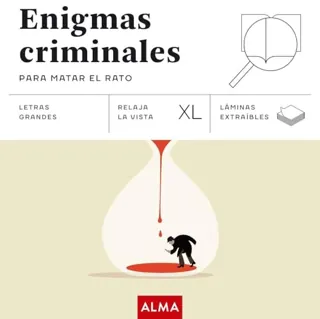 Enigmas
criminales
PARA MATAR EL RATO
LETRAS
GRANDES
RELAJA
LA VISTA
XL
LÁMINAS
EXTRAÍBLES
ALMA